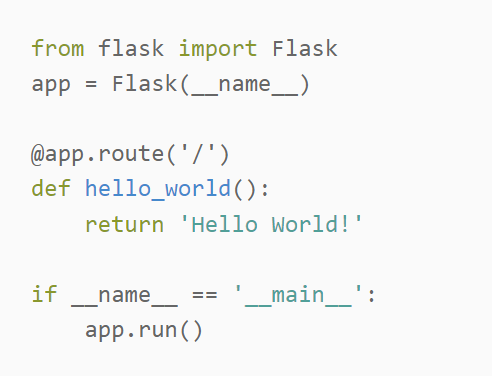 from flask import Flask
app = Flask(__name__)

@app.route('/')
def hello_world():
    return 'Hello World!'

if __name__ == '__main__':
    app.run()